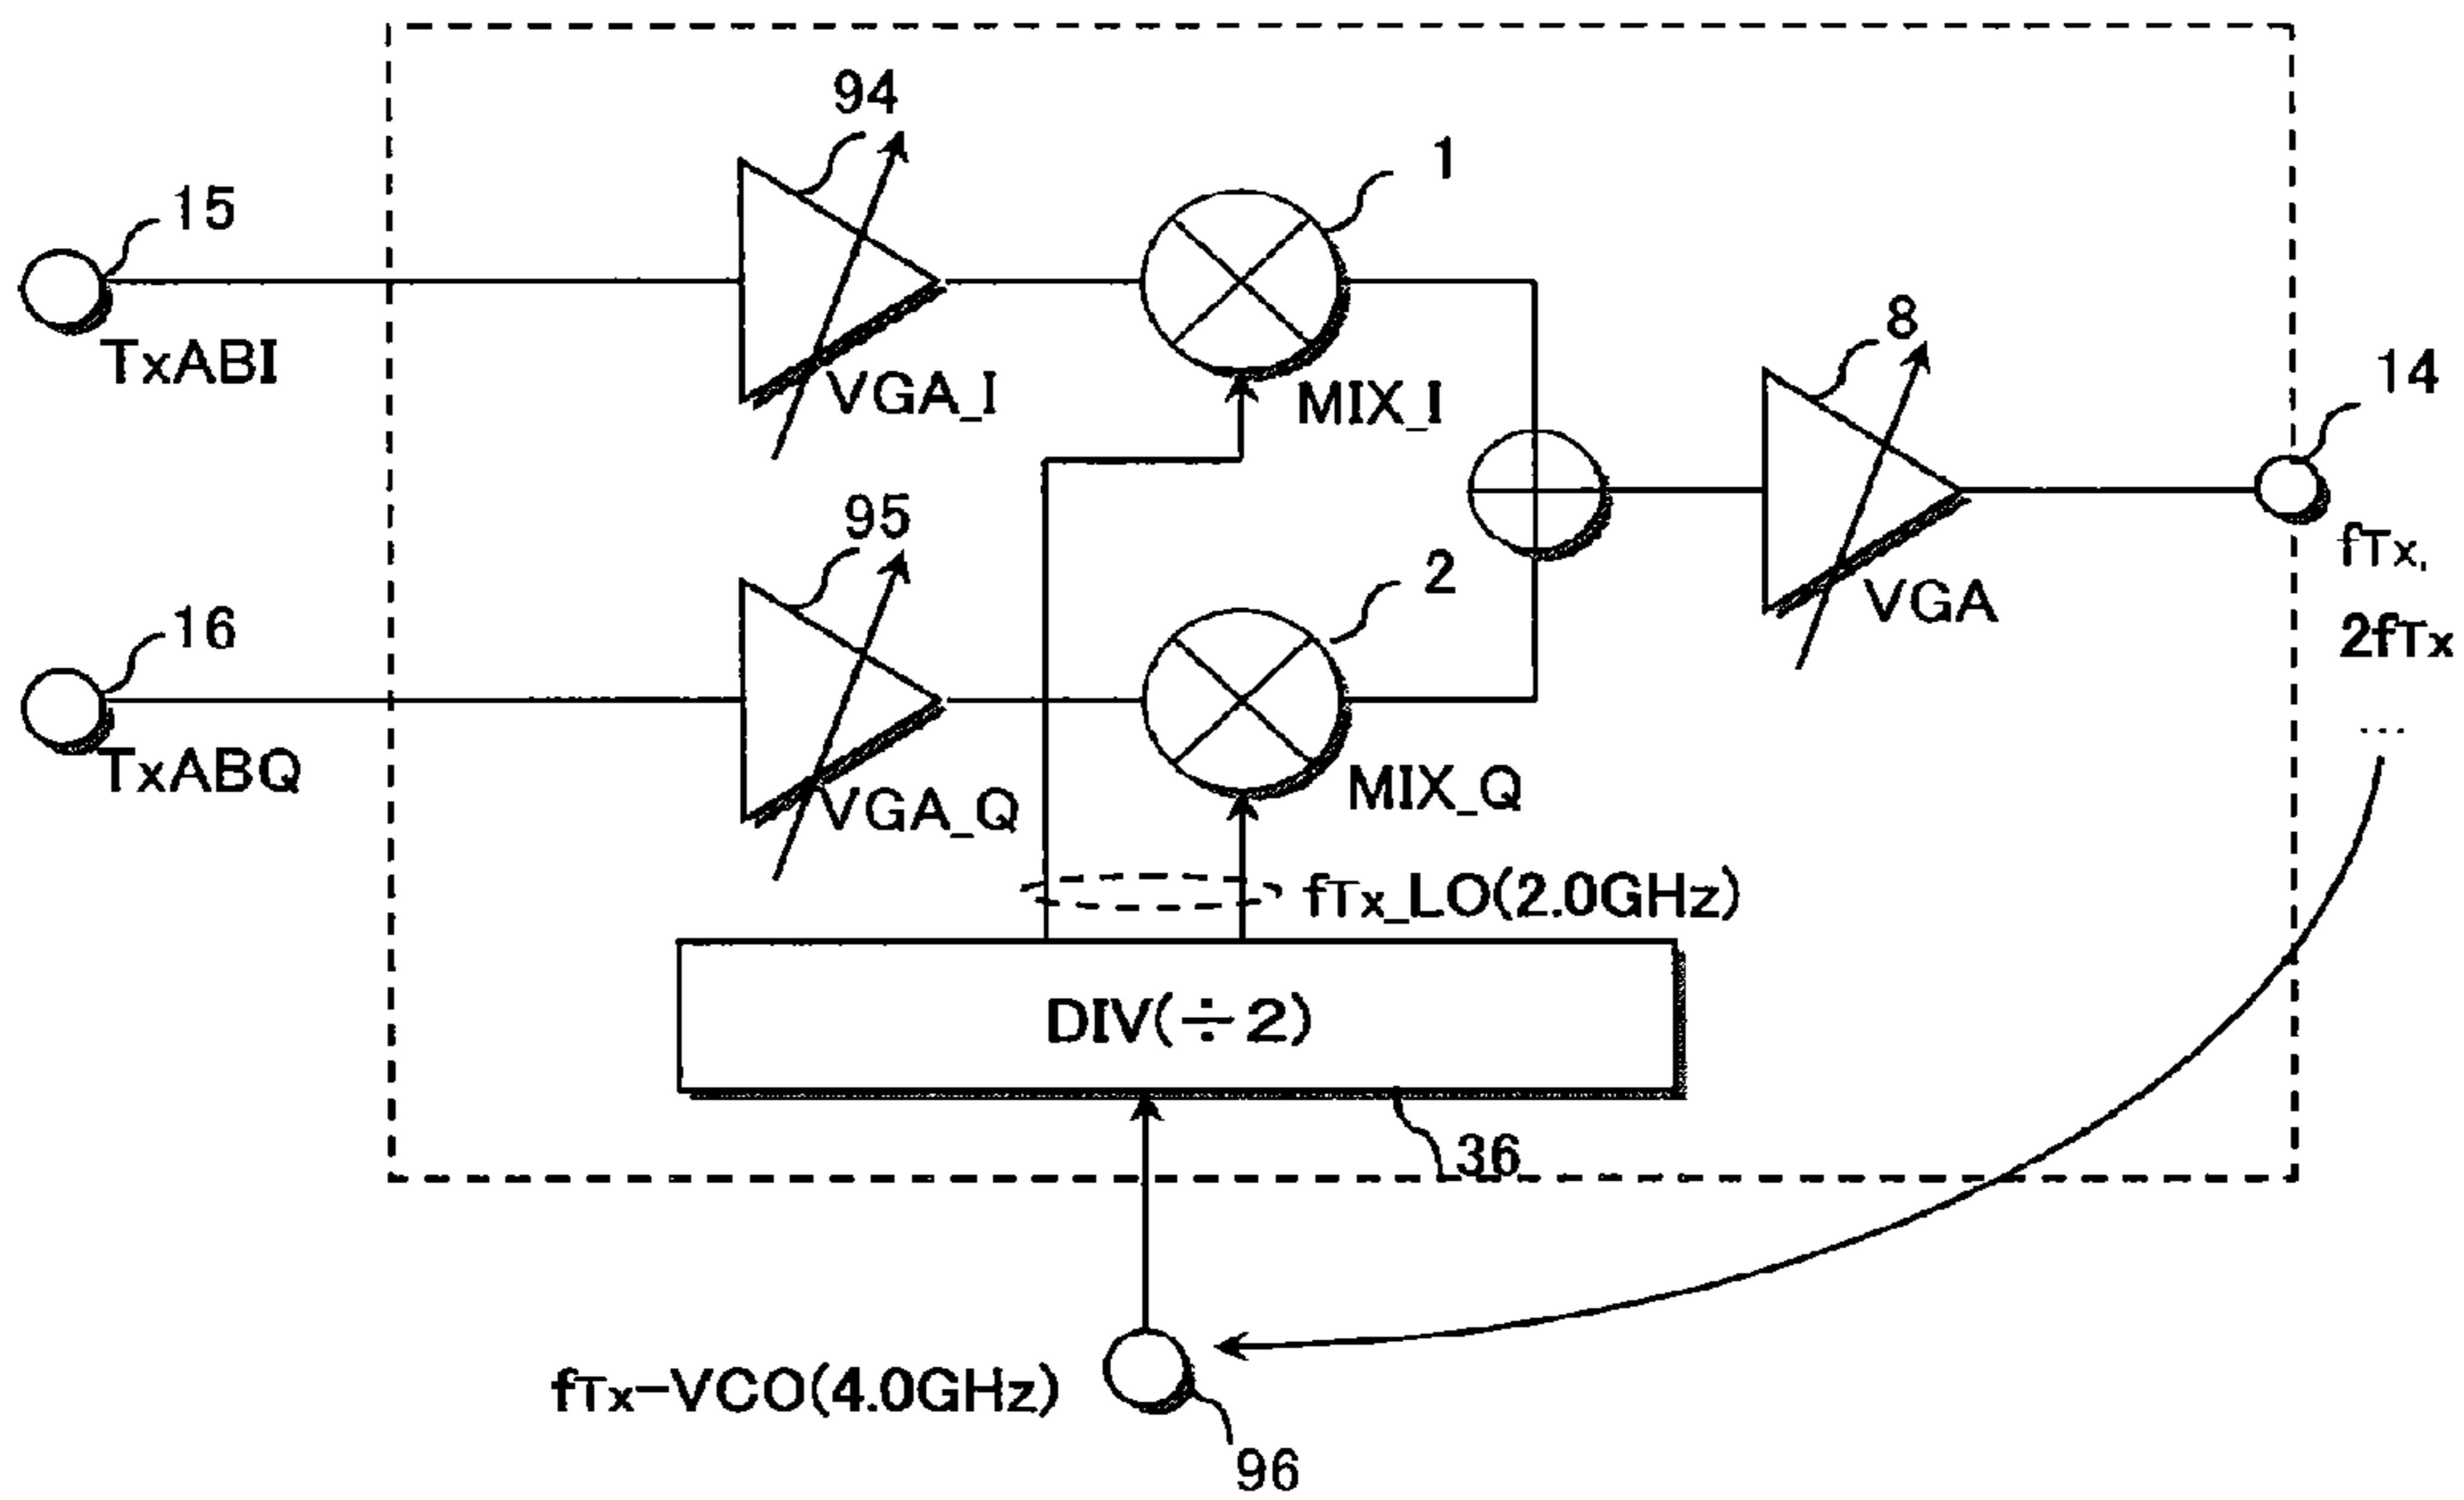 94
1
15
TxABI
VGA_I
MIX_I
8
14
95
2
fTx,
VGA
2fTx
...
16
TxABQ
VGA_Q
MIX_Q
fTx_LO(2.0GHz)
DIV(÷2)
36
fTx-VCO(4.0GHz)
96